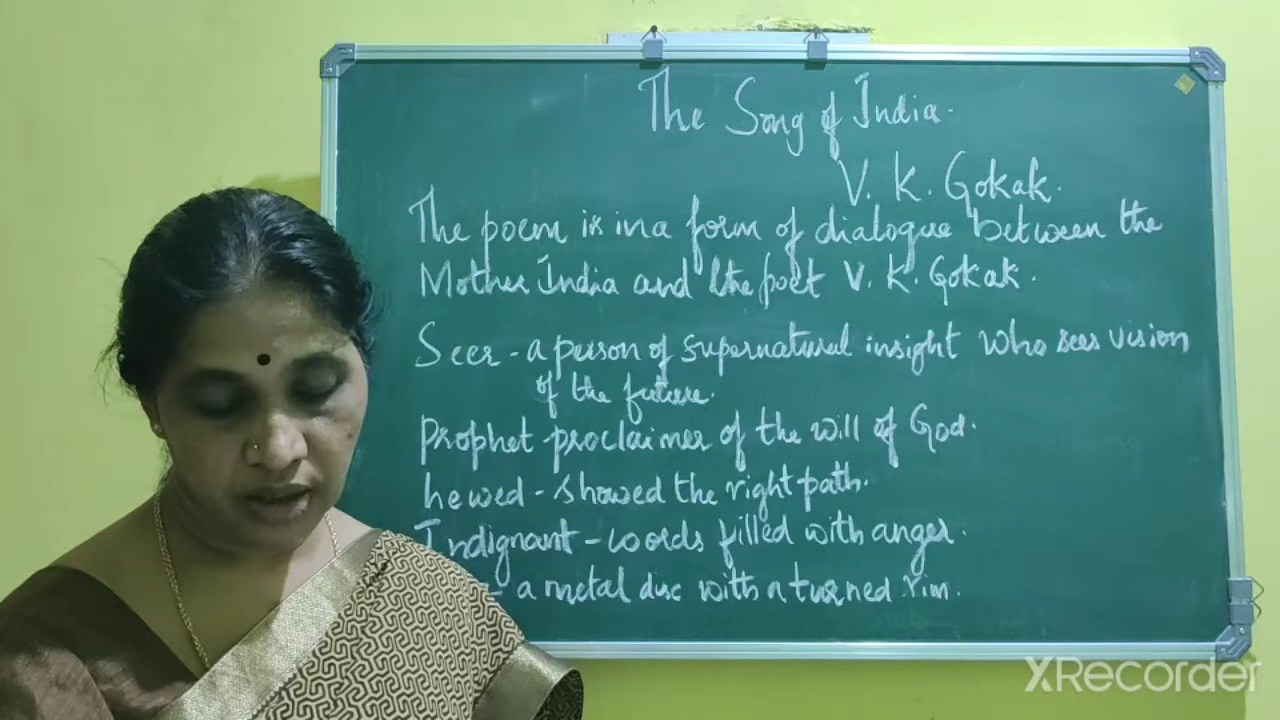 The Song of India.
V. K. Gokak.
The poem is in a form of dialogue between the
Mother India and the poet V. K. Gokak.
Seer - a person of supernatural insight who sees vision
of the future.
Prophet - proclaimer of the will of God.
hewed - showed the right path.
Indignant - words filled with anger.
- a metal disc with a turned rim.
XRecorder